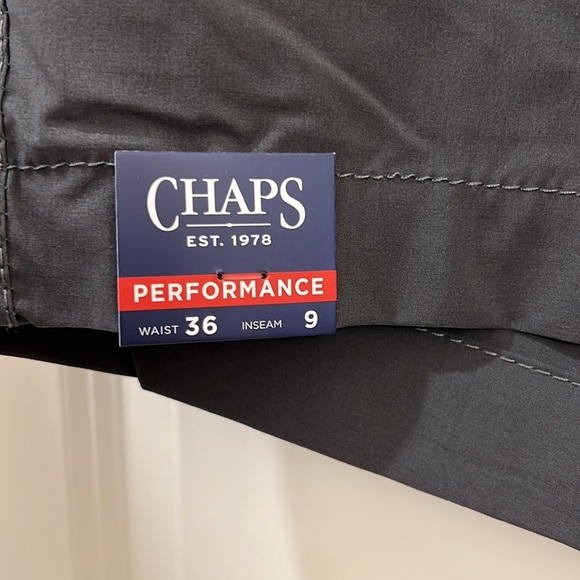 CHAPS
EST. 1978
PERFORMANCE
WAIST 36 INSEAM 9